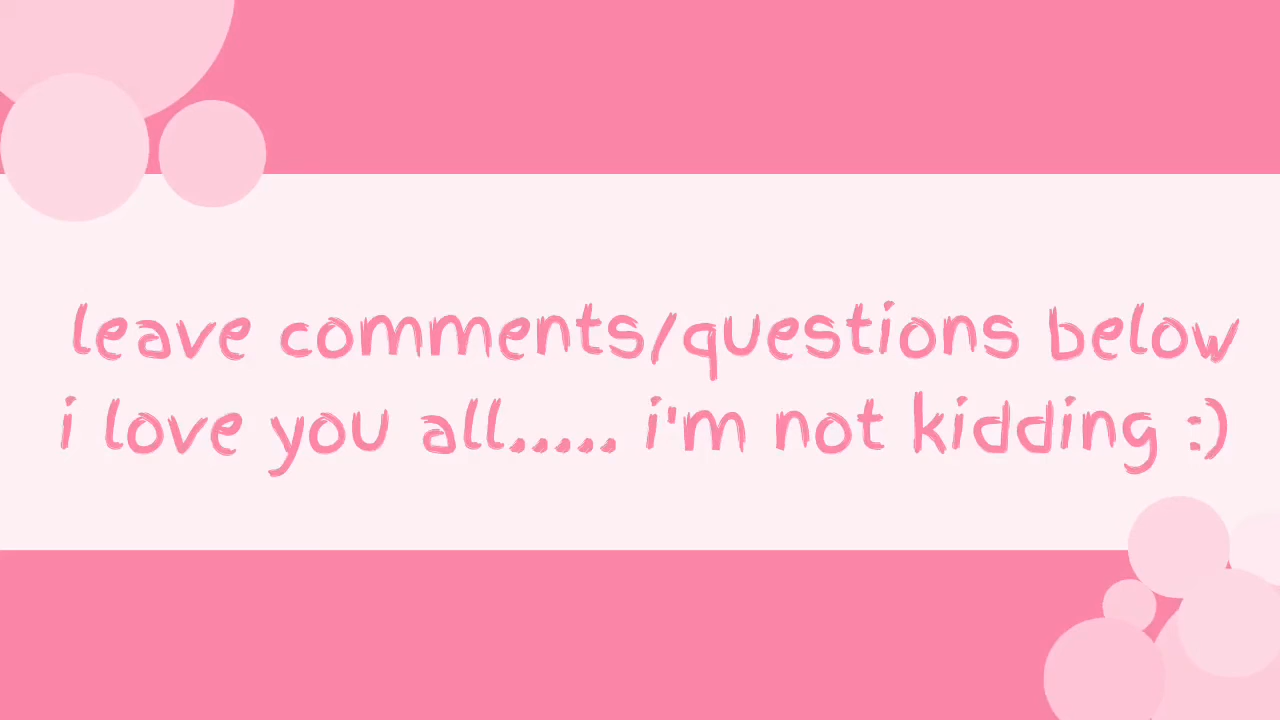 leave comments/questions below
i love you all,,,,, i'm not kidding :)